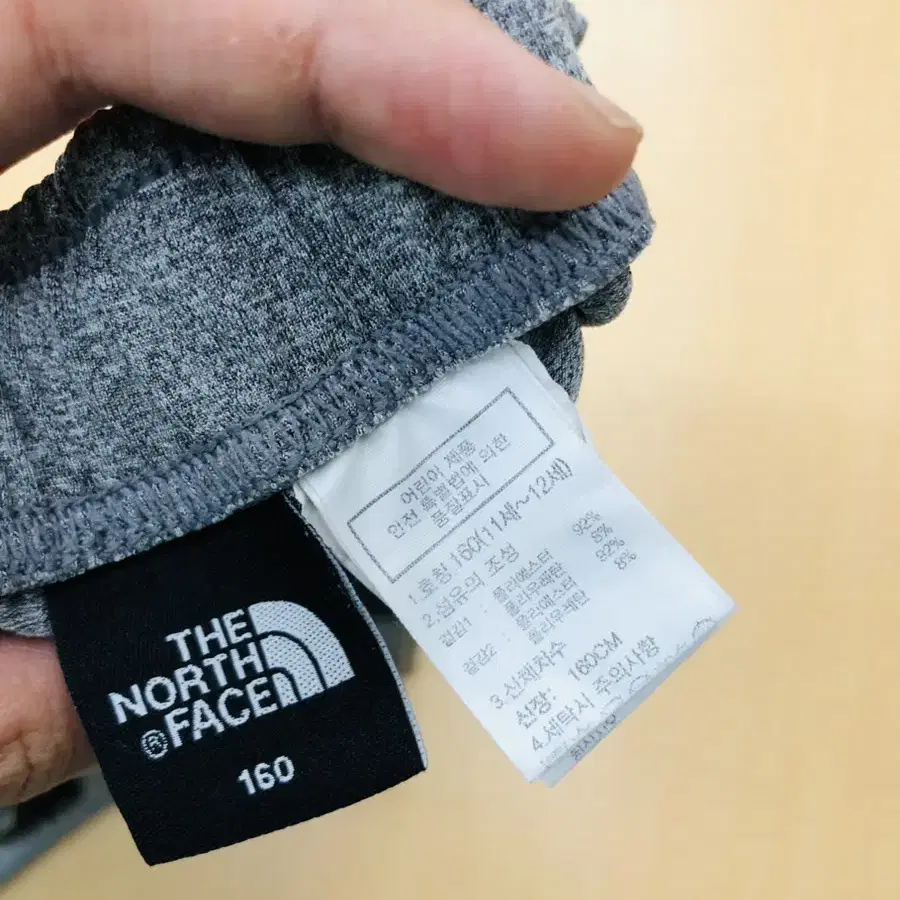 THE
NORTH
FACE
®
160
어린이 제품
안전 특별법에 의한
품질표시
1.호칭 160(11세~12세)
2.섬유의 조성
겉감1 : 폴리에스터 92%
폴리우레탄 8%
겉감2 : 폴리에스터 92%
폴리우레탄 8%
3.신체치수
신장: 160CM
4.세탁시 주의사항